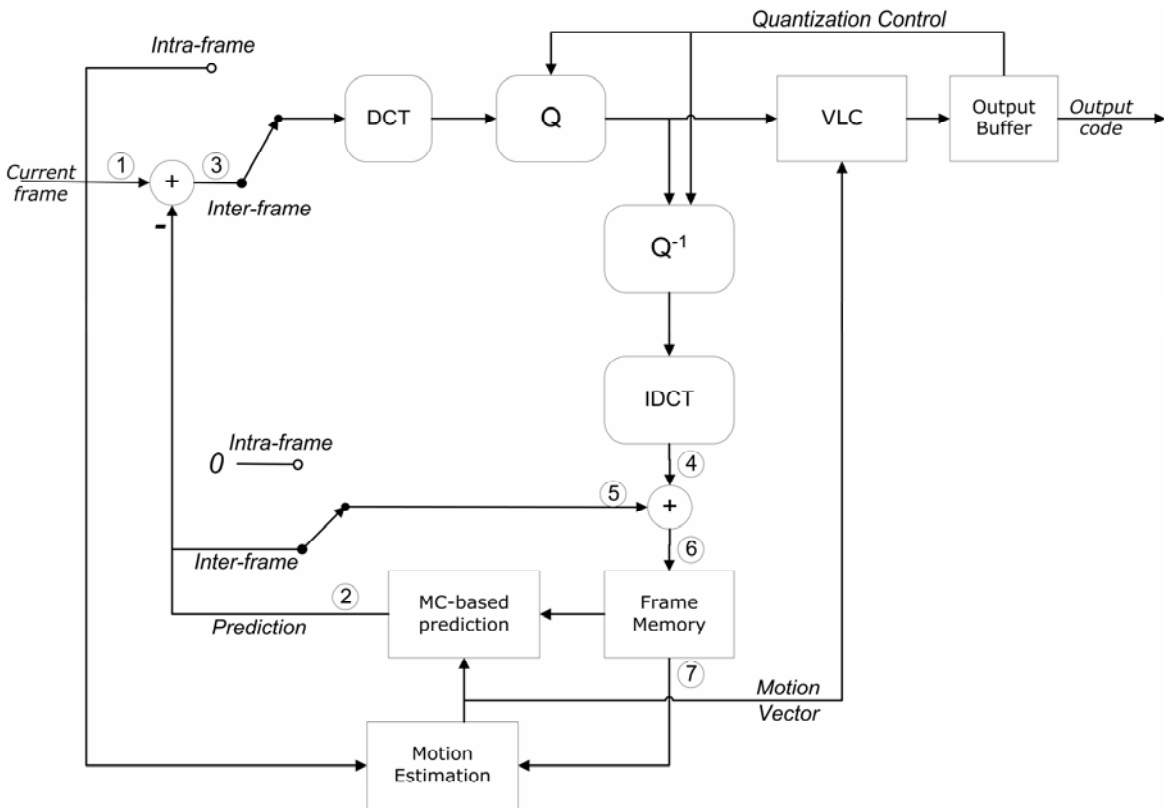 Quantization Control
Intra-frame
DCT
Q
VLC
Output
Buffer
Output
code
1
3
Current
frame
+
Inter-frame
-
Q-1
IDCT
Intra-frame
0
4
5
+
Inter-frame
6
2
MC-based
prediction
Frame
Memory
Prediction
7
Motion
Vector
Motion
Estimation